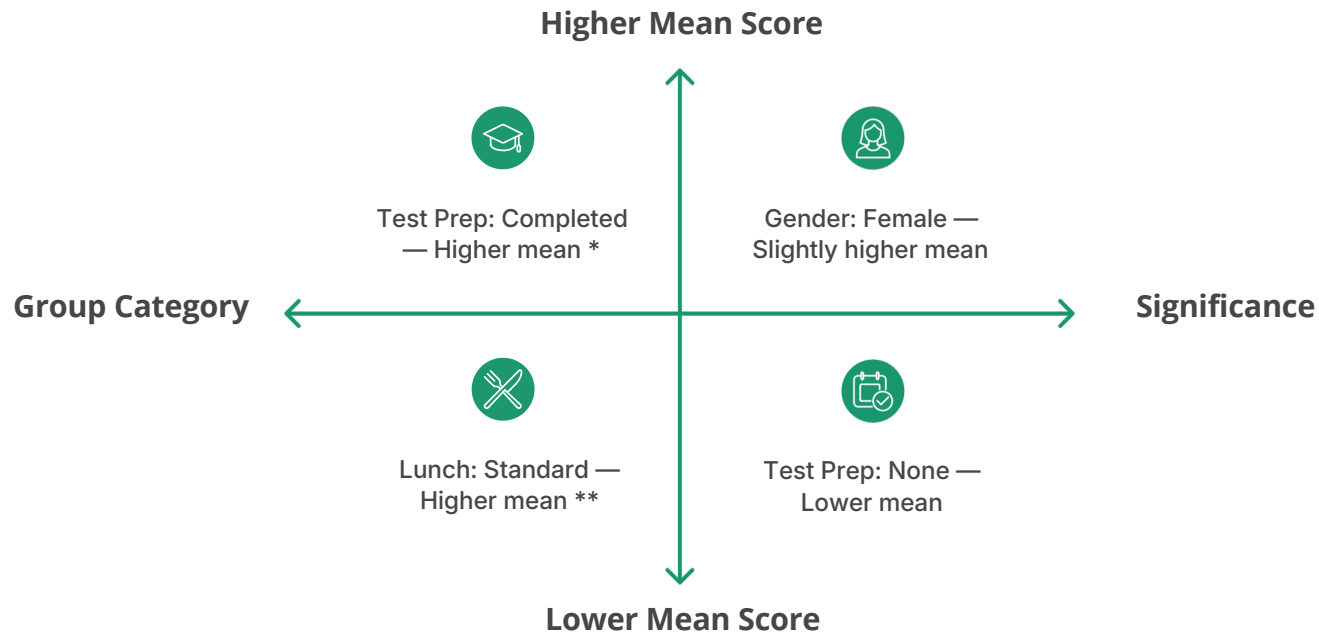 Higher Mean Score
Test Prep: Completed
— Higher mean *
Gender: Female —
Slightly higher mean
Group Category
Significance
Lunch: Standard —
Higher mean **
Test Prep: None —
Lower mean
Lower Mean Score